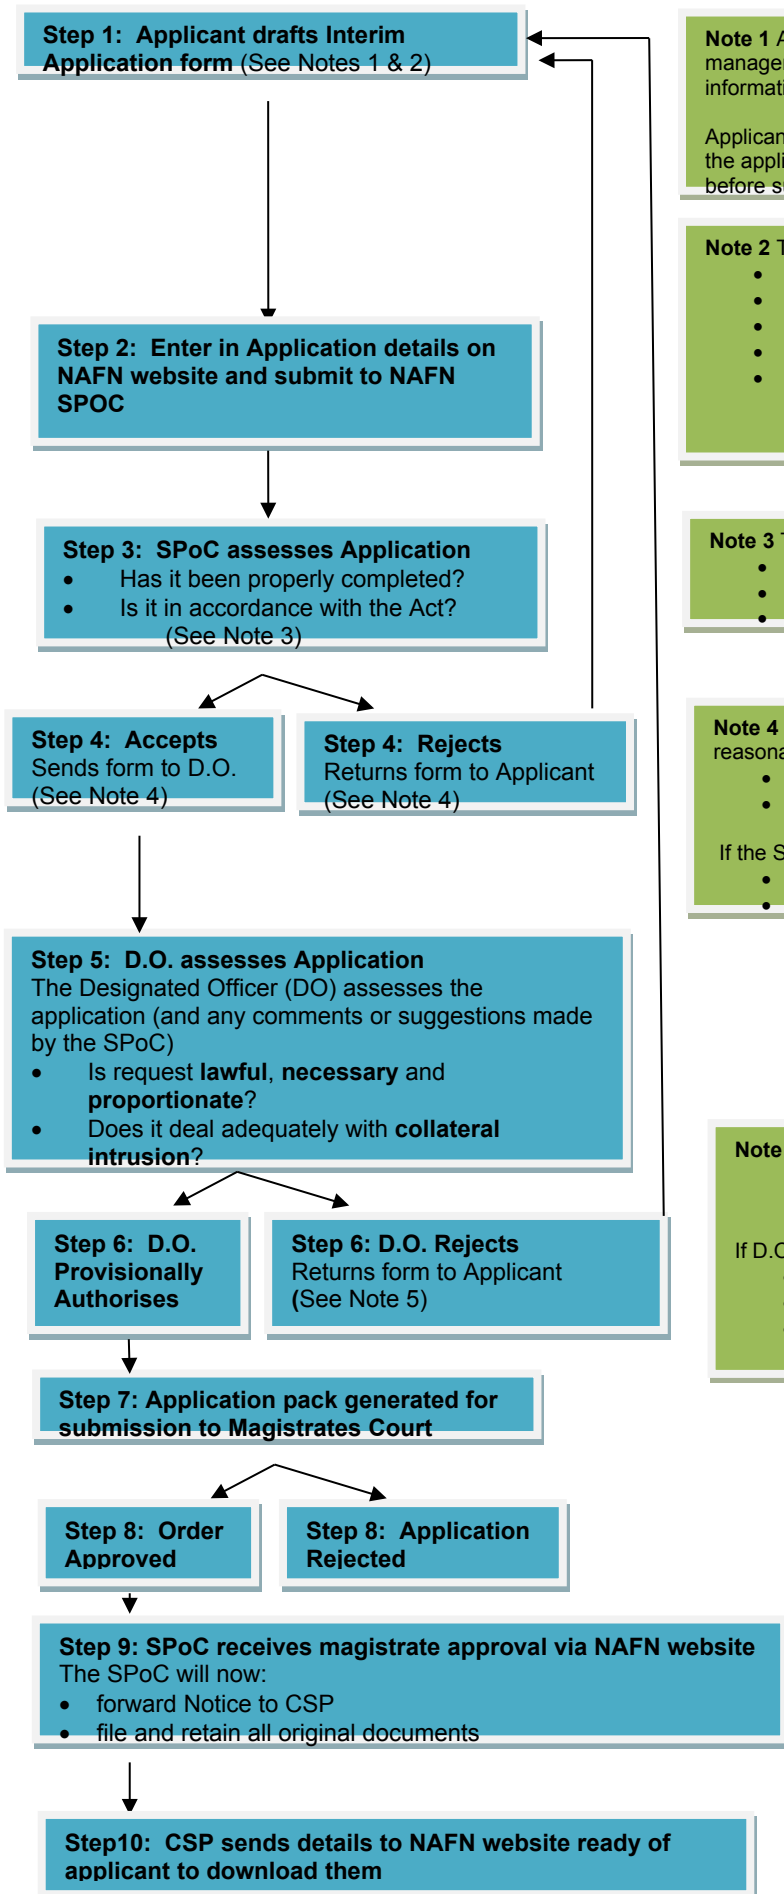 Step 1: Applicant drafts Interim
Application form (See Notes 1 & 2)
Step 2: Enter in Application details on
NAFN website and submit to NAFN
SPOC
Step 3: SPoC assesses Application
• Has it been properly completed?
• Is it in accordance with the Act?
(See Note 3)
Step 4: Accepts
Sends form to D.O.
(See Note 4)
Step 4: Rejects
Returns form to Applicant
(See Note 4)
Step 5: D.O. assesses Application
The Designated Officer (DO) assesses the
application (and any comments or suggestions made
by the SPoC)
• Is request lawful, necessary and
proportionate?
• Does it deal adequately with collateral
intrusion?
Step 6: D.O.
Provisionally
Authorises
Step 6: D.O. Rejects
Returns form to Applicant
(See Note 5)
Step 7: Application pack generated for
submission to Magistrates Court
Step 8: Order
Approved
Step 8: Application
Rejected
Step 9: SPoC receives magistrate approval via NAFN website
The SPoC will now:
• forward Notice to CSP
• file and retain all original documents
Step10: CSP sends details to NAFN website ready of
applicant to download them
Note 1
Applican
the appli
before
Note 2 T
•
•
•
•
•
Note 3 T
•
•
•
Note 4
•
•
If the S
•
•
Note
If D.
•
•
•